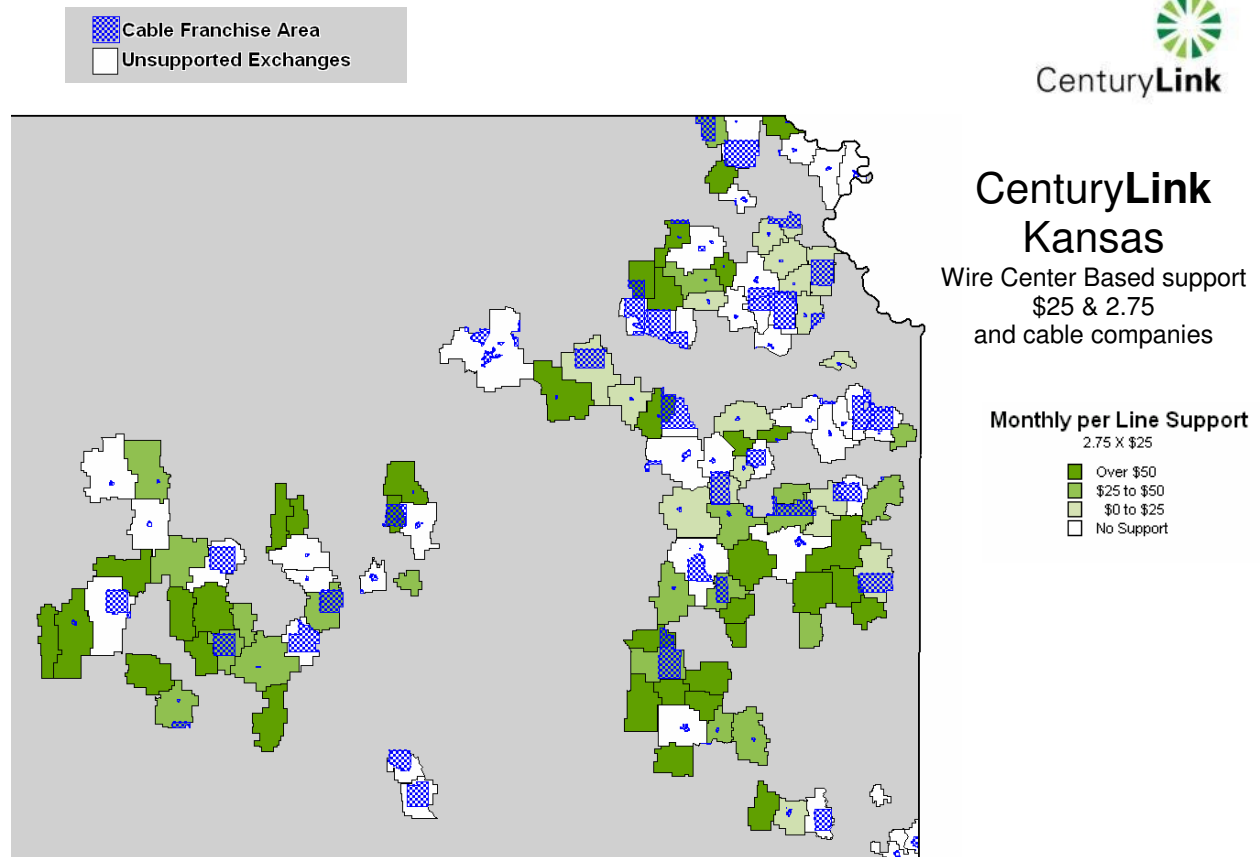 Cable Franchise Area
Unsupported Exchanges
CenturyLink
CenturyLink
Kansas
Wire Center Based support
$25 & 2.75
and cable companies
Monthly per Line Support
2.75 X $25
Over $50
$25 to $50
$0 to $25
No Support